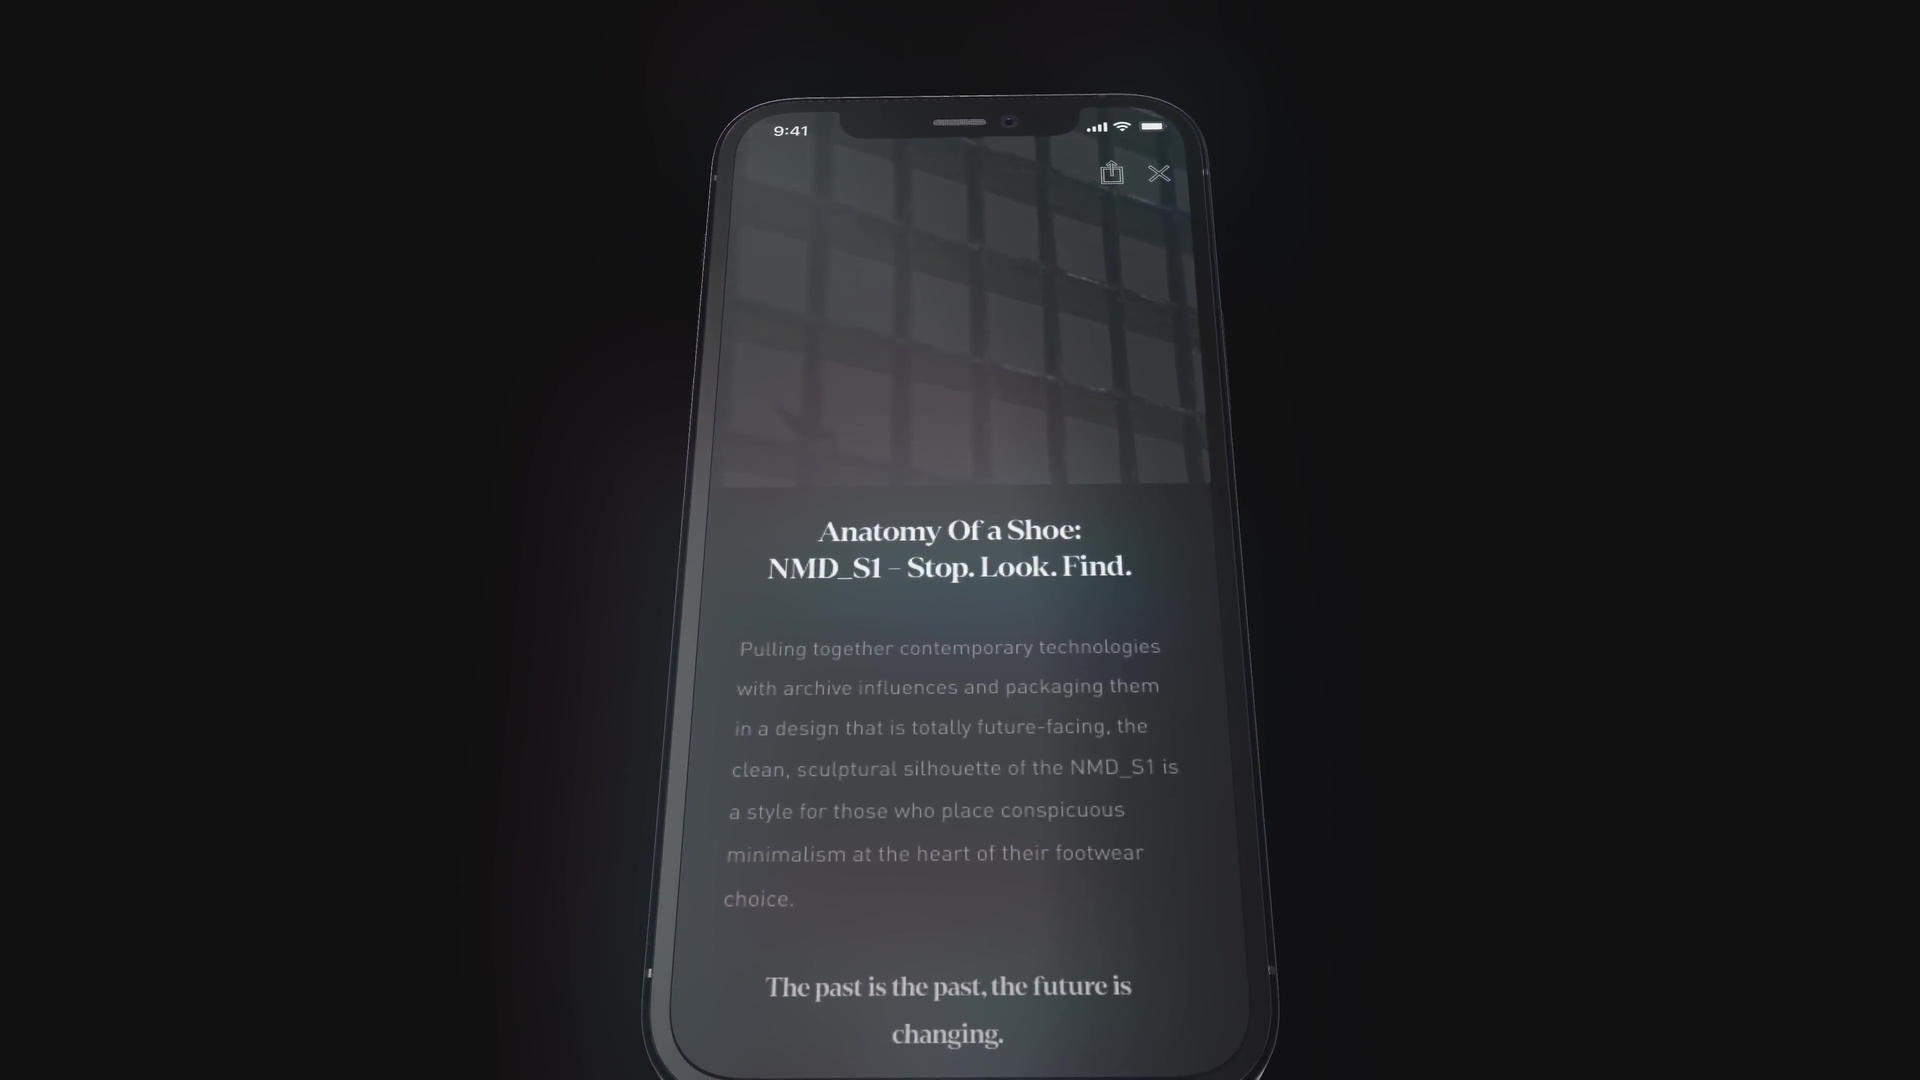 9:41
Anatomy Of a Shoe:
NMD_S1 – Stop. Look. Find.
Pulling together contemporary technologies
with archive influences and packaging them
in a design that is totally future-facing, the
clean, sculptural silhouette of the NMD_S1 is
a style for those who place conspicuous
minimalism at the heart of their footwear
choice.
The past is the past, the future is
changing.